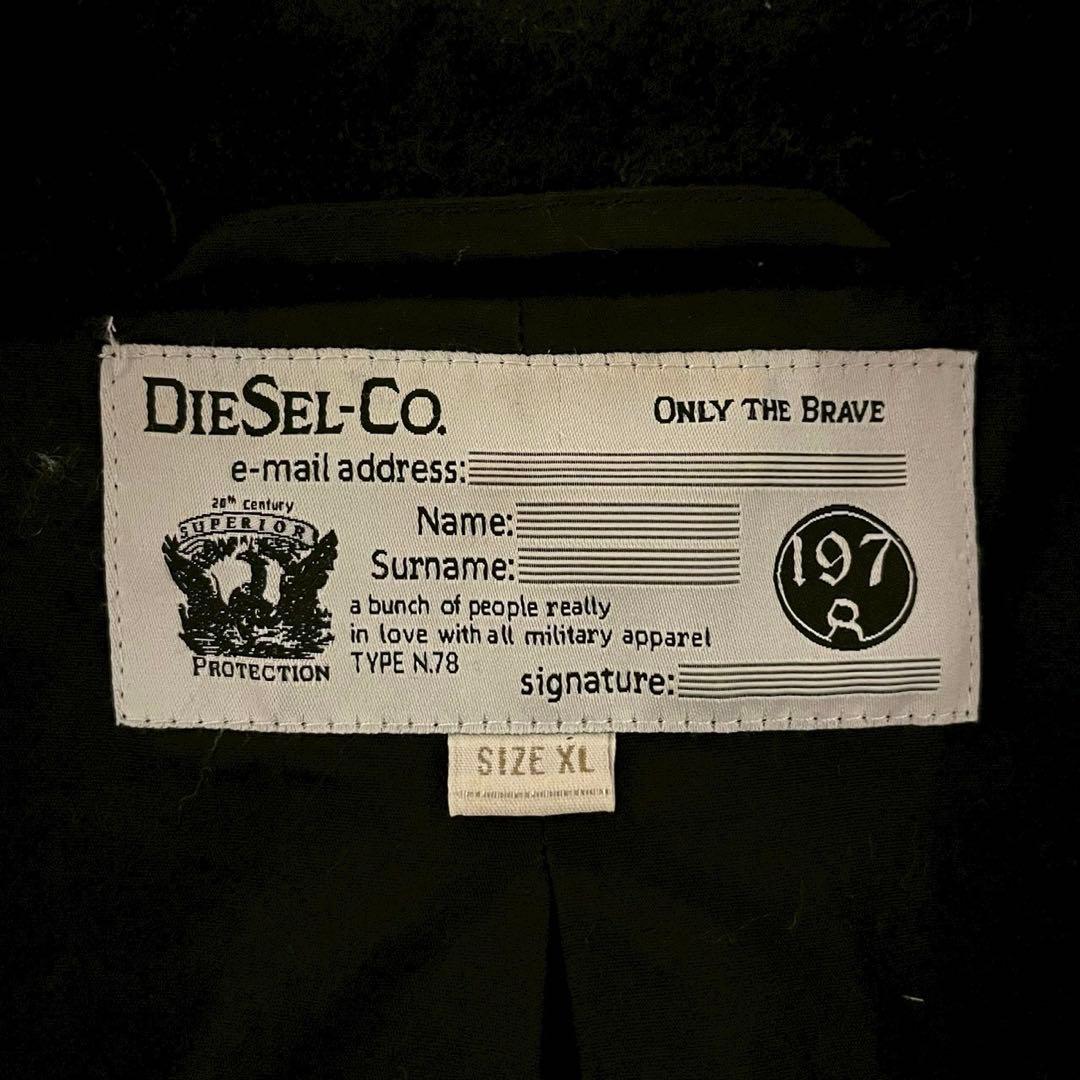 DIESEL-CO.
ONLY THE BRAVE
e-mail address:
20th Century
SUPERIOR
Name:
Surname:
197
8
a bunch of people really
in love with all military apparel
TYPE N.78
PROTECTION
signature:
SIZE XL